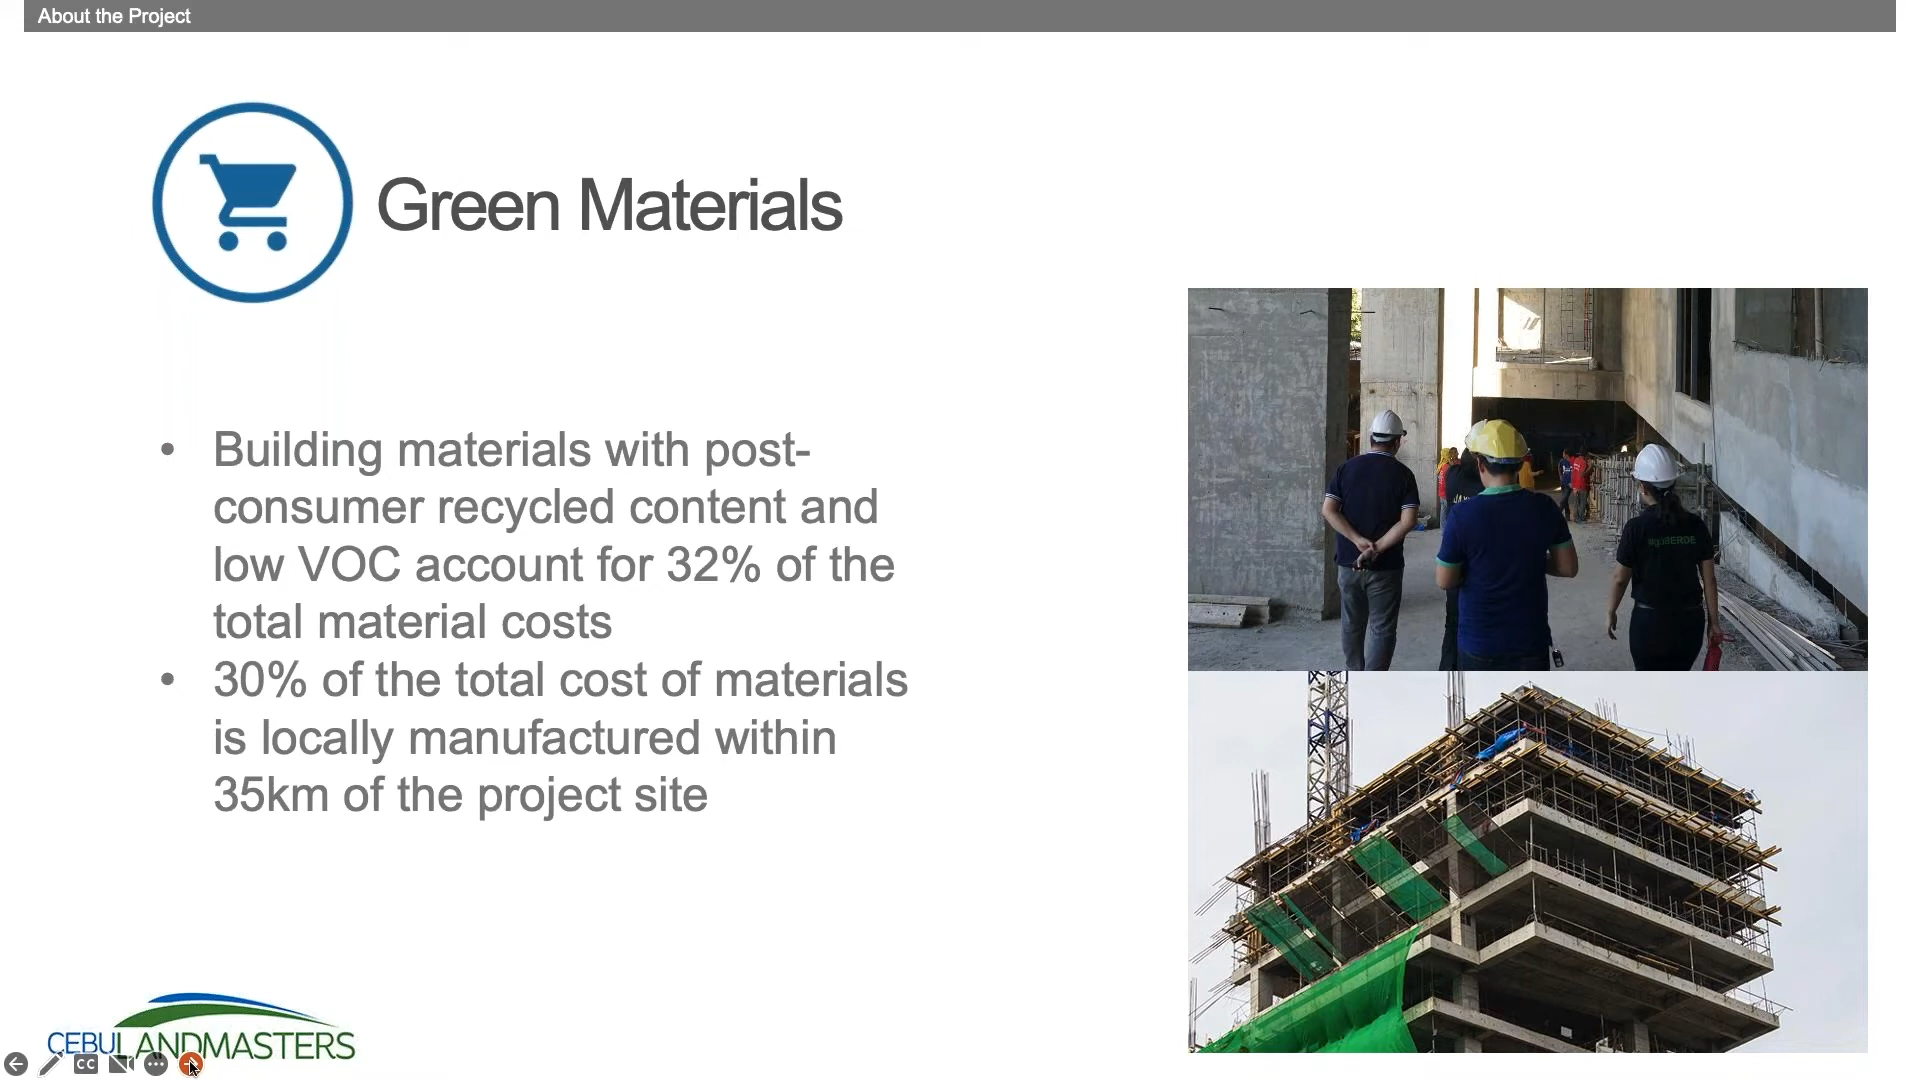 About the Project
Green Materials
• Building materials with post-
consumer recycled content and
low VOC account for 32% of the
total material costs
• 30% of the total cost of materials
is locally manufactured within
35km of the project site
CEBULANDMASTERS
CC